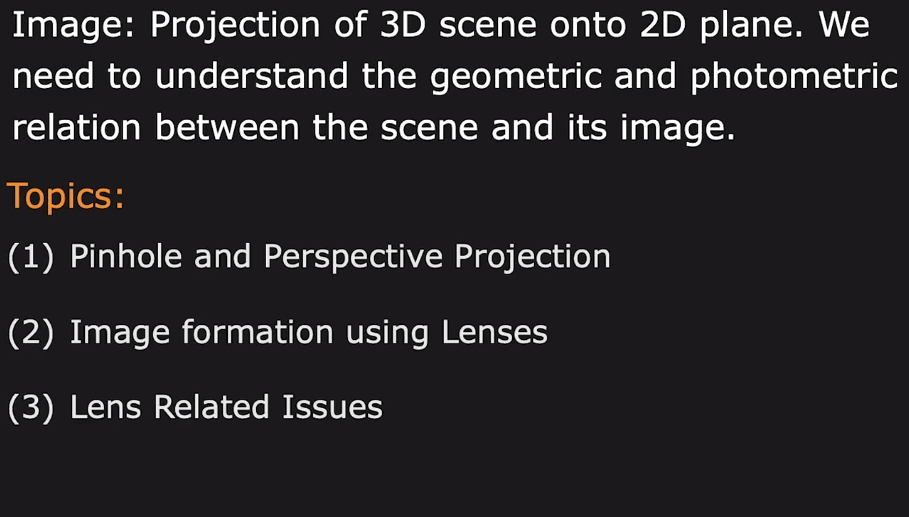 Image: Projection of 3D scene onto 2D plane. We
need to understand the geometric and photometric
relation between the scene and its image.
Topics:
(1) Pinhole and Perspective Projection
(2) Image formation using Lenses
(3) Lens Related Issues